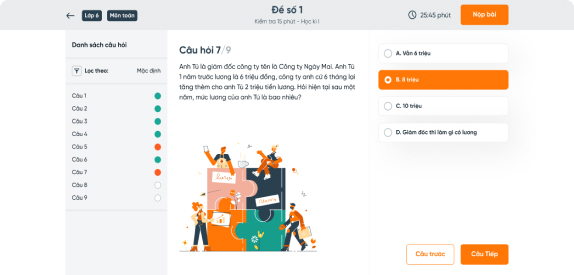 Lớp 6
Môn toán
Đề số 1
Kiểm tra 15 phút - Học kì I
25:45 phút
Nộp bài
Danh sách câu hỏi
Lọc theo:
Mặc định
Câu 1
Câu 2
Câu 3
Câu 4
Câu 5
Câu 6
Câu 7
Câu 8
Câu 9
Câu hỏi 7/9
Anh Tú là giám đốc công ty tên là Công ty Ngày Mai. Anh Tú
1 năm trước lương là 6 triệu đồng, công ty anh cứ 6 tháng lại
tăng thêm cho anh Tú 2 triệu tiền lương. Hỏi hiện tại sau một
năm, mức lương của anh Tú là bao nhiêu?
A. Vẫn 6 triệu
B. 8 triệu
C. 10 triệu
D. Giám đốc thì làm gì có lương
Câu trước
Câu Tiếp